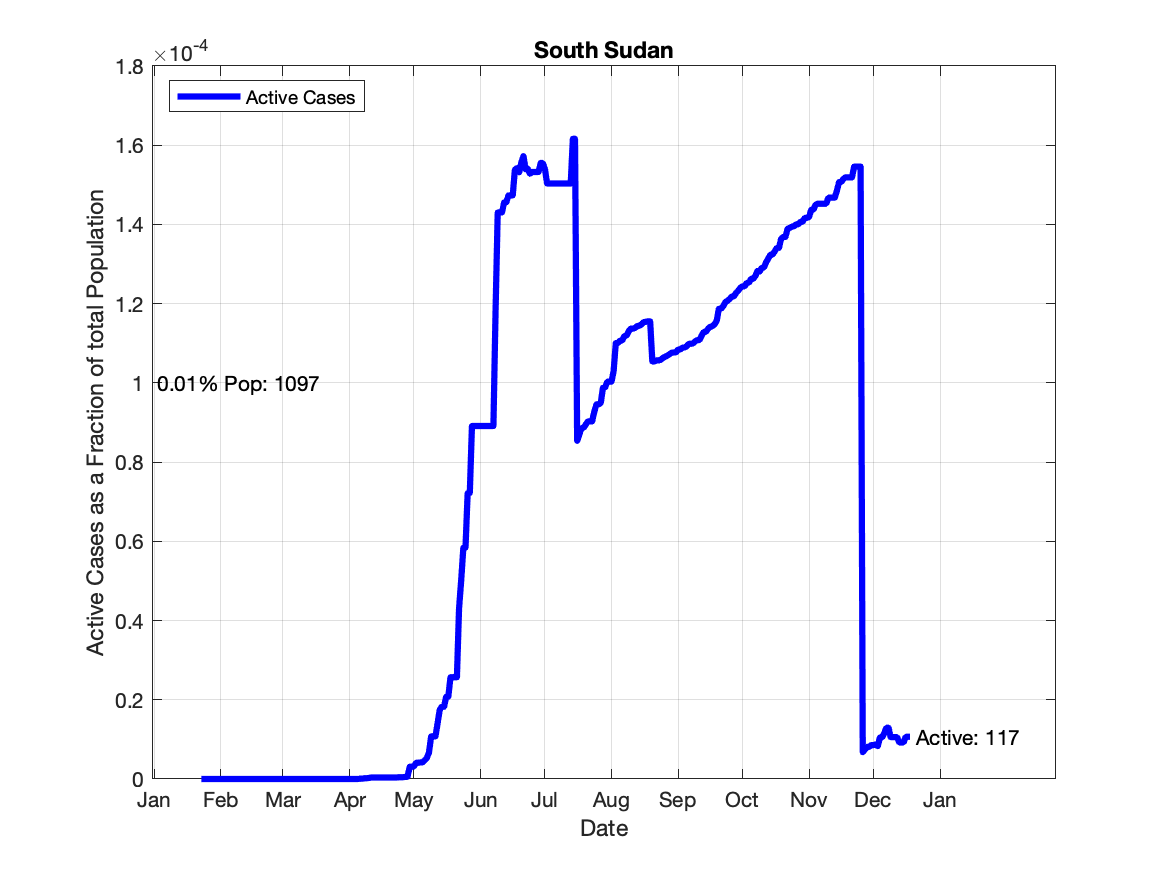 South Sudan
×10-4
Active Cases
1.8
1.6
1.4
1.2
1
0.8
0.6
0.4
0.2
0
Active Cases as a Fraction of total Population
0.01% Pop: 1097
Active: 117
Jan Feb Mar Apr May Jun Jul Aug Sep Oct Nov Dec Jan
Date